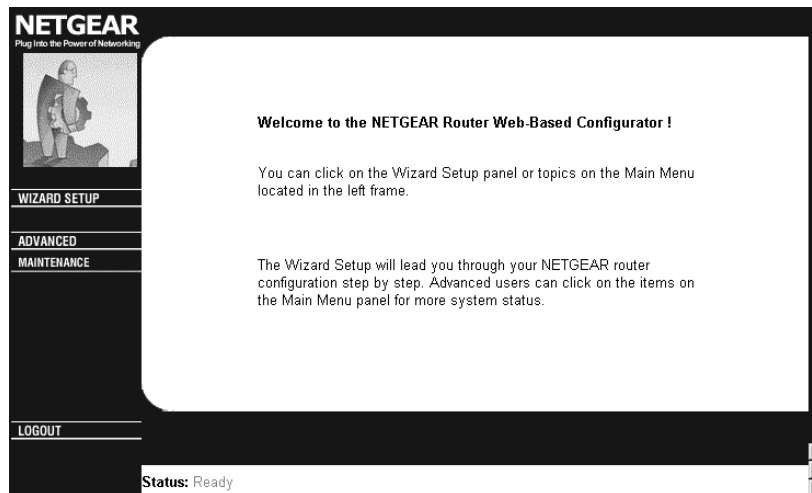 NETGEAR
Plug Into the Power of Networking
WIZARD SETUP
ADVANCED
MAINTENANCE
LOGOUT
Welcome to the NETGEAR Router Web-Based Configurator !
You can click on the Wizard Setup panel or topics on the Main Menu
located in the left frame.
The Wizard Setup will lead you through your NETGEAR router
configuration step by step. Advanced users can click on the items on
the Main Menu panel for more system status.
Status: Ready